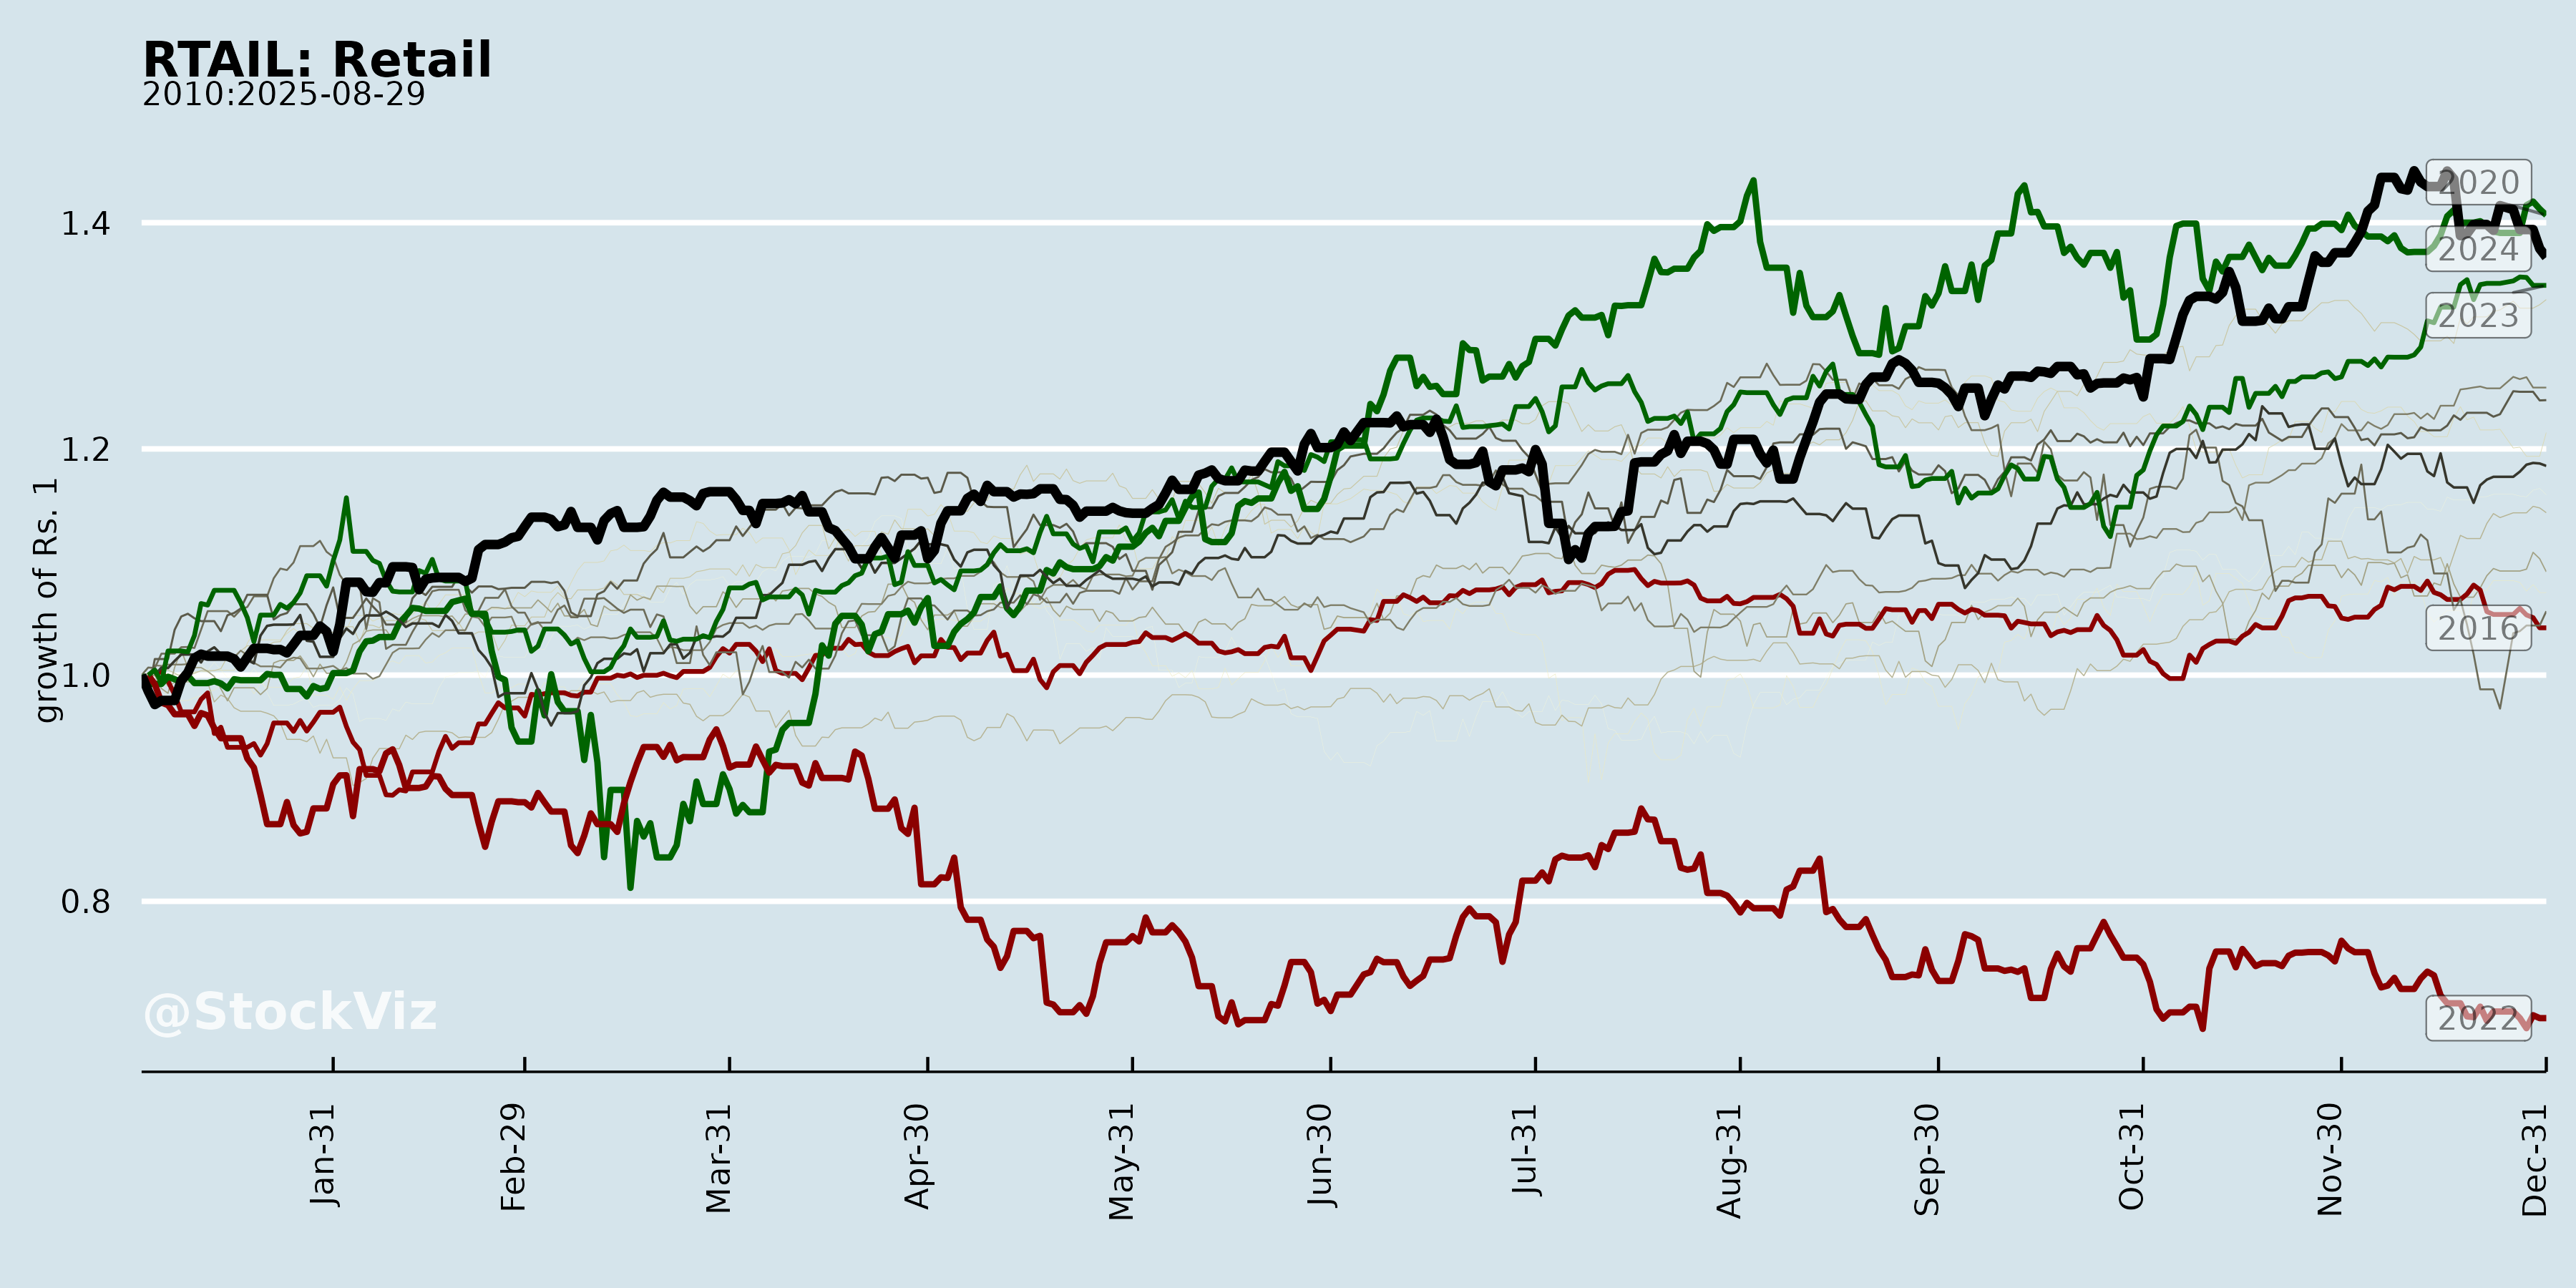 RTAIL: Retail
2010:2025-08-29
growth of Rs. 1
1.4
1.2
1.0
0.8
2020
2024
2023
2016
2022
@StockViz
Jan-31
Feb-29
Mar-31
Apr-30
May-31
Jun-30
Jul-31
Aug-31
Sep-30
Oct-31
Nov-30
Dec-31